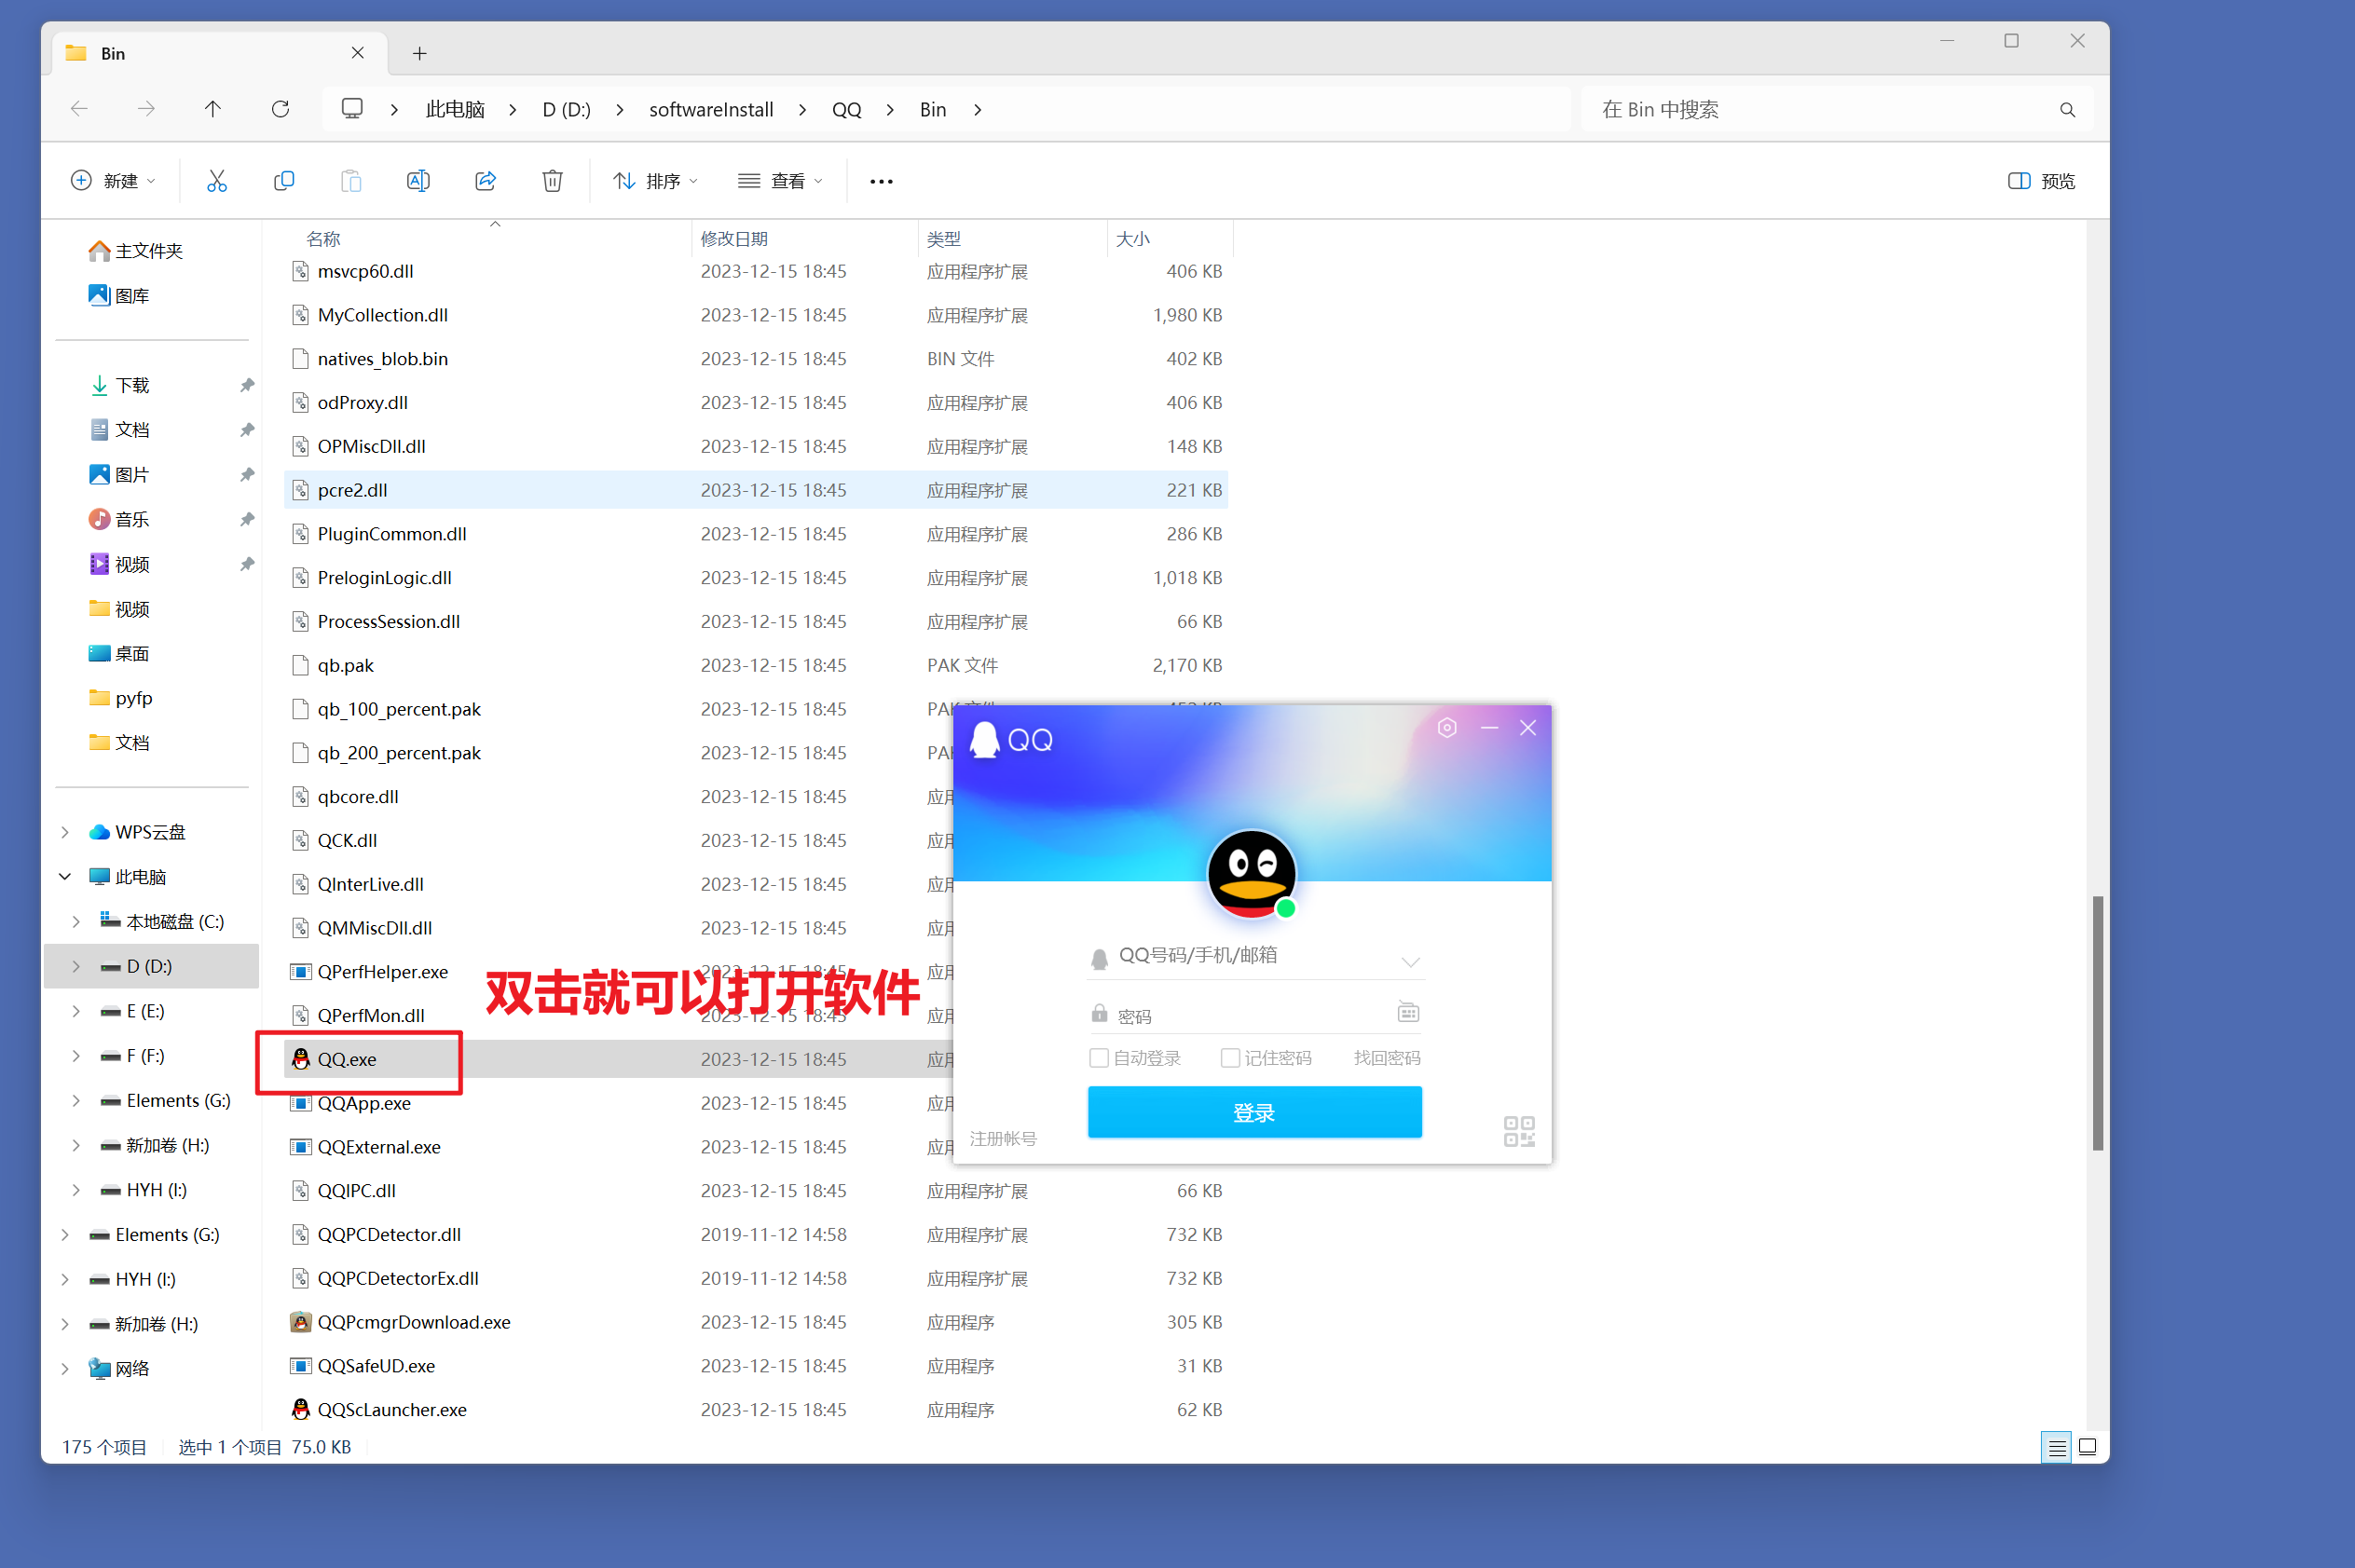 Bin
此电脑 D (D:) softwareInstall QQ Bin
在 Bin 中搜索
新建 排序 查看 预览
主文件夹
图库
下载
文档
图片
音乐
视频
视频
桌面
pyfp
文档
WPS云盘
此电脑
本地磁盘 (C:)
D (D:)
E (E:)
F (F:)
Elements (G:)
新加卷 (H:)
HYH (I:)
Elements (G:)
HYH (I:)
新加卷 (H:)
网络
名称 修改日期 类型 大小
msvcp60.dll 2023-12-15 18:45 应用程序扩展 406 KB
MyCollection.dll 2023-12-15 18:45 应用程序扩展 1,980 KB
natives_blob.bin 2023-12-15 18:45 BIN 文件 402 KB
odProxy.dll 2023-12-15 18:45 应用程序扩展 406 KB
OPMiscDll.dll 2023-12-15 18:45 应用程序扩展 148 KB
pcre2.dll 2023-12-15 18:45 应用程序扩展 221 KB
PluginCommon.dll 2023-12-15 18:45 应用程序扩展 286 KB
PreloginLogic.dll 2023-12-15 18:45 应用程序扩展 1,018 KB
ProcessSession.dll 2023-12-15 18:45 应用程序扩展 66 KB
qb.pak 2023-12-15 18:45 PAK 文件 2,170 KB
qb_100_percent.pak 2023-12-15 18:45
qb_200_percent.pak 2023-12-15 18:45
qbcore.dll 2023-12-15 18:45 应
QCK.dll 2023-12-15 18:45 应
QInterLive.dll 2023-12-15 18:45 应
QMMiscDll.dll 2023-12-15 18:45 应
QPerfHelper.exe 2023-12-15 18:45 应
双击就可以打开软件
QPerfMon.dll 2023-12-15 18:45 应
QQ.exe 2023-12-15 18:45 应
QQApp.exe 2023-12-15 18:45 应
QQExternal.exe 2023-12-15 18:45 应
QQIPC.dll 2023-12-15 18:45 应用程序扩展 66 KB
QQPCDetector.dll 2019-11-12 14:58 应用程序扩展 732 KB
QQPCDetectorEx.dll 2019-11-12 14:58 应用程序扩展 732 KB
QQPcmgrDownload.exe 2023-12-15 18:45 应用程序 305 KB
QQSafeUD.exe 2023-12-15 18:45 应用程序 31 KB
QQScLauncher.exe 2023-12-15 18:45 应用程序 62 KB
QQ
QQ号码/手机/邮箱
密码
自动登录 记住密码 找回密码
登录
注册帐号
175 个项目 选中 1 个项目 75.0 KB